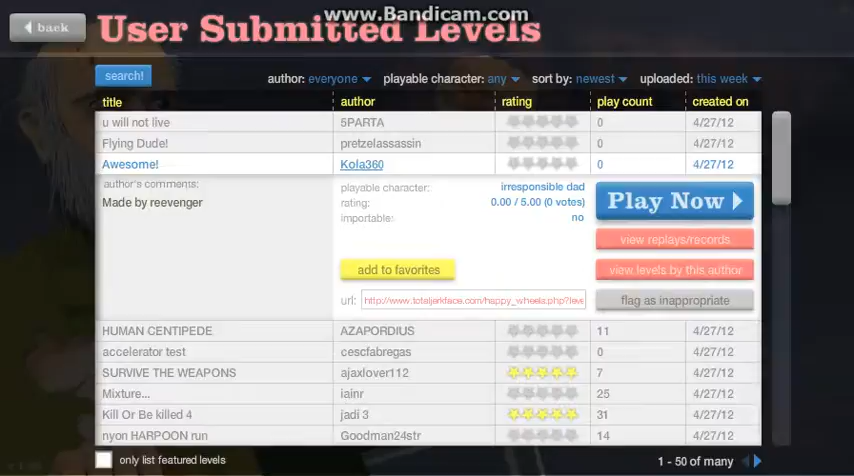 www.Bandicam.com
back
User Submitted Levels
search!
author: everyone playable character: any sort by: newest uploaded: this week
title author rating play count created on
u will not live 5PARTA 0 4/27/12
Flying Dude! pretzelassassin 0 4/27/12
Awesome! Kola360 0 4/27/12
author's comments:
Made by reevenger
playable character: irresponsible dad
rating: 0.00 / 5.00 (0 votes)
importable: no
Play Now
view replays/records
add to favorites
view levels by this author
url: http://www.totaljerkface.com/happy_wheels.php?leve
flag as inappropriate
HUMAN CENTIPEDE AZAPORDIUS 11 4/27/12
accelerator test cescfabregas 0 4/27/12
SURVIVE THE WEAPONS ajaxlover112 7 4/27/12
Mixture... iainr 25 4/27/12
Kill Or Be killed 4 jadi 3 31 4/27/12
nyon HARPOON run Goodman24str 14 4/27/12
only list featured levels
1 - 50 of many